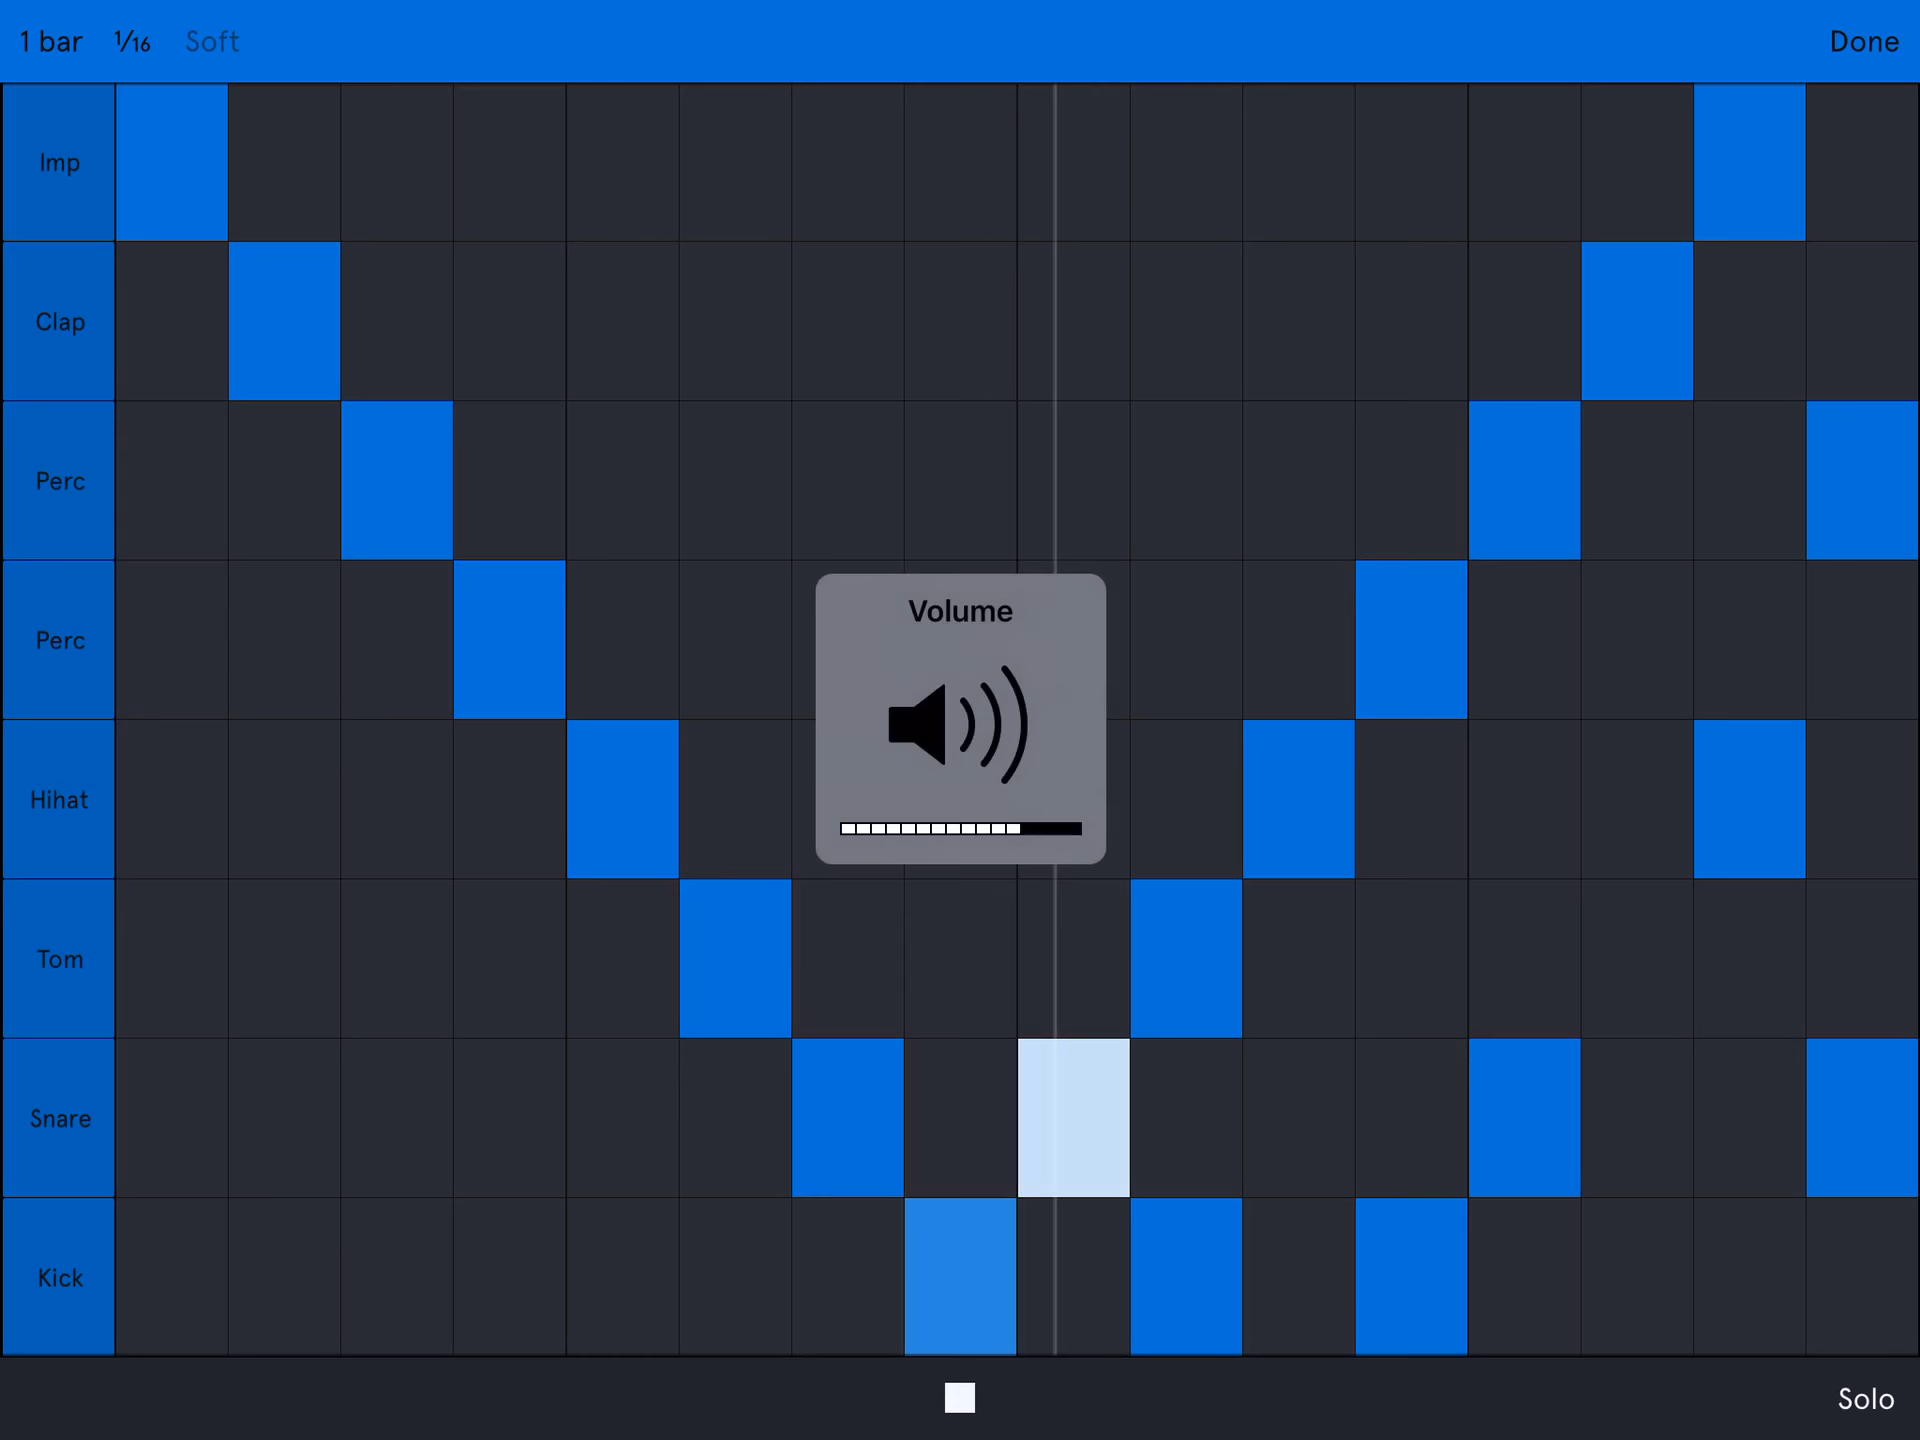 1 bar 1/16 Soft Done
Imp
Clap
Perc
Perc
Volume
Hihat
Tom
Snare
Kick
Solo